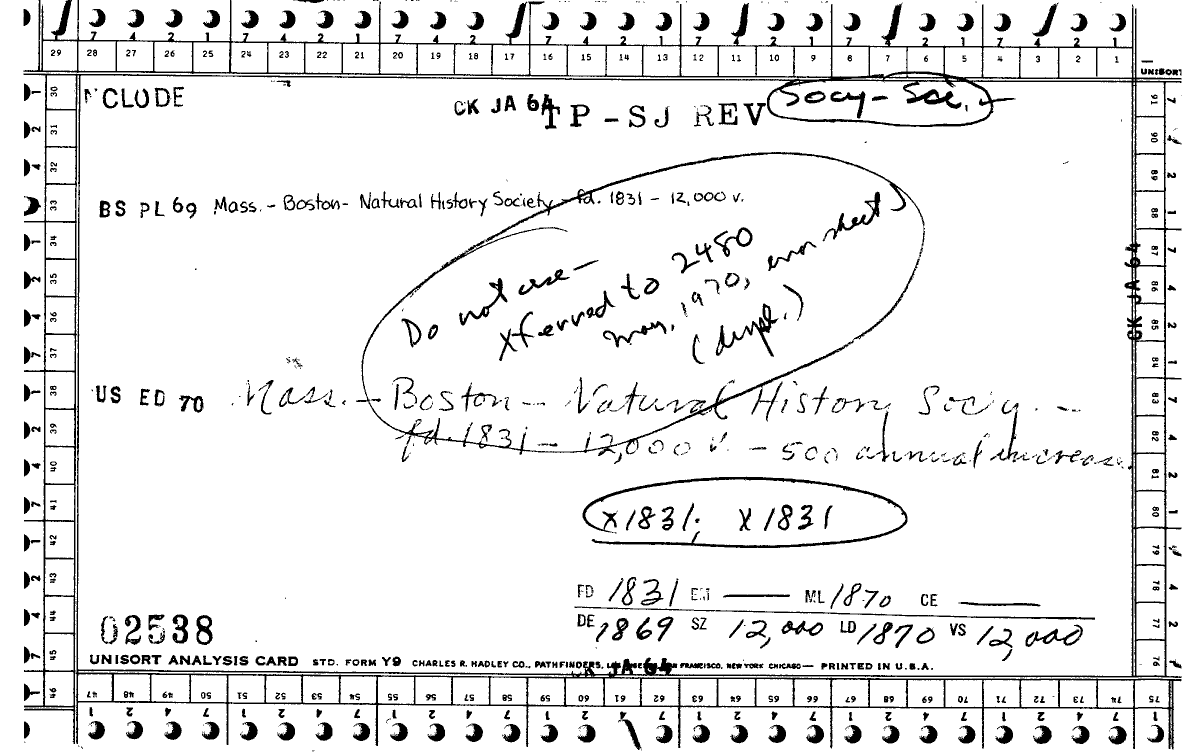 7 4 2 1 7 4 2 1 7 4 2 1 7 4 2 1 7 4 2 1 7 4 2 1 7 4 2 1
29 28 27 26 25 24 23 22 21 20 19 18 17 16 15 14 13 12 11 10 9 8 7 6 5 4 3 2 1
UNISORT
NCLUDE
CK JA 64
TP-SJ REV
Socy-Sci.-
BS PL 69 Mass. - Boston - Natural History Society - fd. 1831 - 12,000 v.
Do not use -
xferred to 2480
may, 1970, error sheet
(dupl.)
CK JA 64
US ED 70 Mass. - Boston - Natural History Socy. -
fd. 1831 - 12,000 v. - 500 annual increase
x1831; x1831
FD 1831 EM — ML 1870 CE —
DE 1869 SZ 12,000 LD 1870 VS 12,000
02538
UNISORT ANALYSIS CARD STD. FORM Y9 CHARLES R. HADLEY CO., PATHFINDERS, LOS ANGELES, SAN FRANCISCO, NEW YORK CHICAGO— PRINTED IN U.S.A.
CK JA 64
30 31 32 33 34 35 36 37 38 39 40 41 42 43 44 45 46
91 90 89 88 87 86 85 84 83 82 81 80 79 78 77 76
47 48 49 50 51 52 53 54 55 56 57 58 59 60 61 62 63 64 65 66 67 68 69 70 71 72 73 74 75
1 2 4 7 1 2 4 7 1 2 4 7 1 2 4 7 1 2 4 7 1 2 4 7 1 2 4 7 1